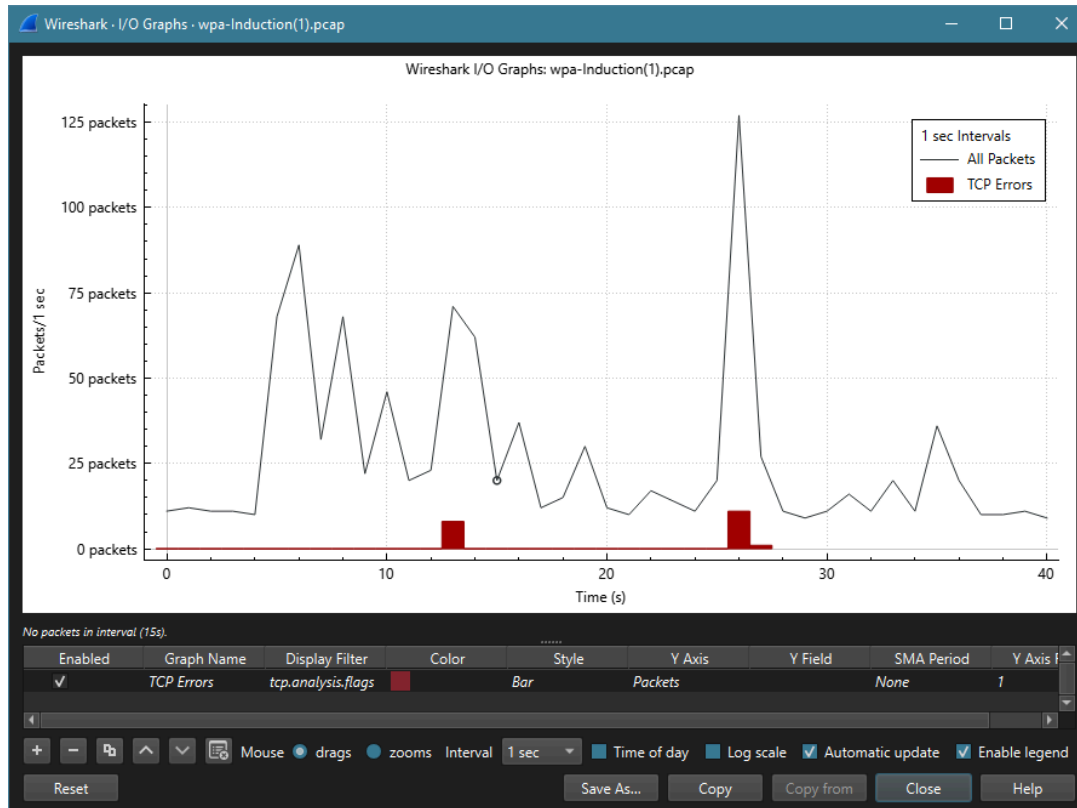 Wireshark · I/O Graphs · wpa-Induction(1).pcap
Wireshark I/O Graphs: wpa-Induction(1).pcap
125 packets
100 packets
75 packets
50 packets
25 packets
0 packets
Packets/1 sec
1 sec Intervals
All Packets
TCP Errors
0 10 20 30 40
Time (s)
No packets in interval (15s).
Enabled Graph Name Display Filter Color Style Y Axis Y Field SMA Period Y Axis F
TCP Errors tcp.analysis.flags Bar Packets None 1
Mouse drags zooms Interval 1 sec Time of day Log scale Automatic update Enable legend
Reset Save As... Copy Copy from Close Help